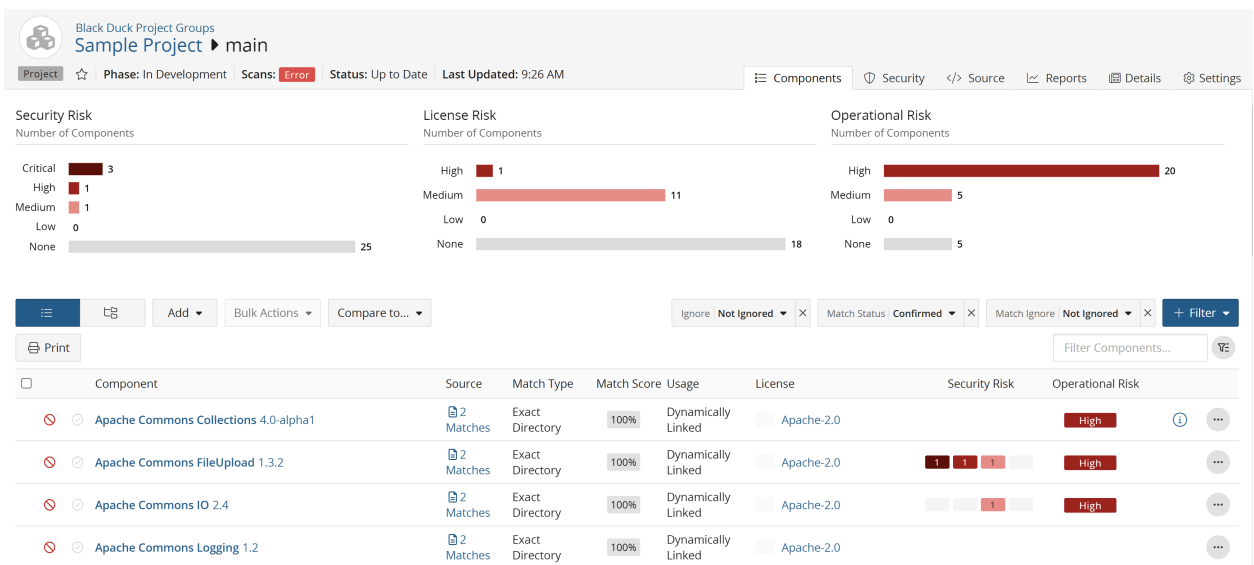 Black Duck Project Groups
Sample Project main
Project Phase: In Development Scans: Error Status: Up to Date Last Updated: 9:26 AM
Components Security </> Source Reports Details Settings
Security Risk
Number of Components
Critical 3
High 1
Medium 1
Low 0
None 25
License Risk
Number of Components
High 1
Medium 11
Low 0
None 18
Operational Risk
Number of Components
High 20
Medium 5
Low 0
None 5
Add Bulk Actions Compare to... Ignore Not Ignored Match Status Confirmed Match Ignore Not Ignored + Filter
Print Filter Components...
Component Source Match Type Match Score Usage License Security Risk Operational Risk
Apache Commons Collections 4.0-alpha1 2 Matches Exact Directory 100% Dynamically Linked Apache-2.0 High
Apache Commons FileUpload 1.3.2 2 Matches Exact Directory 100% Dynamically Linked Apache-2.0 1 1 1 High
Apache Commons IO 2.4 2 Matches Exact Directory 100% Dynamically Linked Apache-2.0 1 High
Apache Commons Logging 1.2 2 Matches Exact Directory 100% Dynamically Linked Apache-2.0